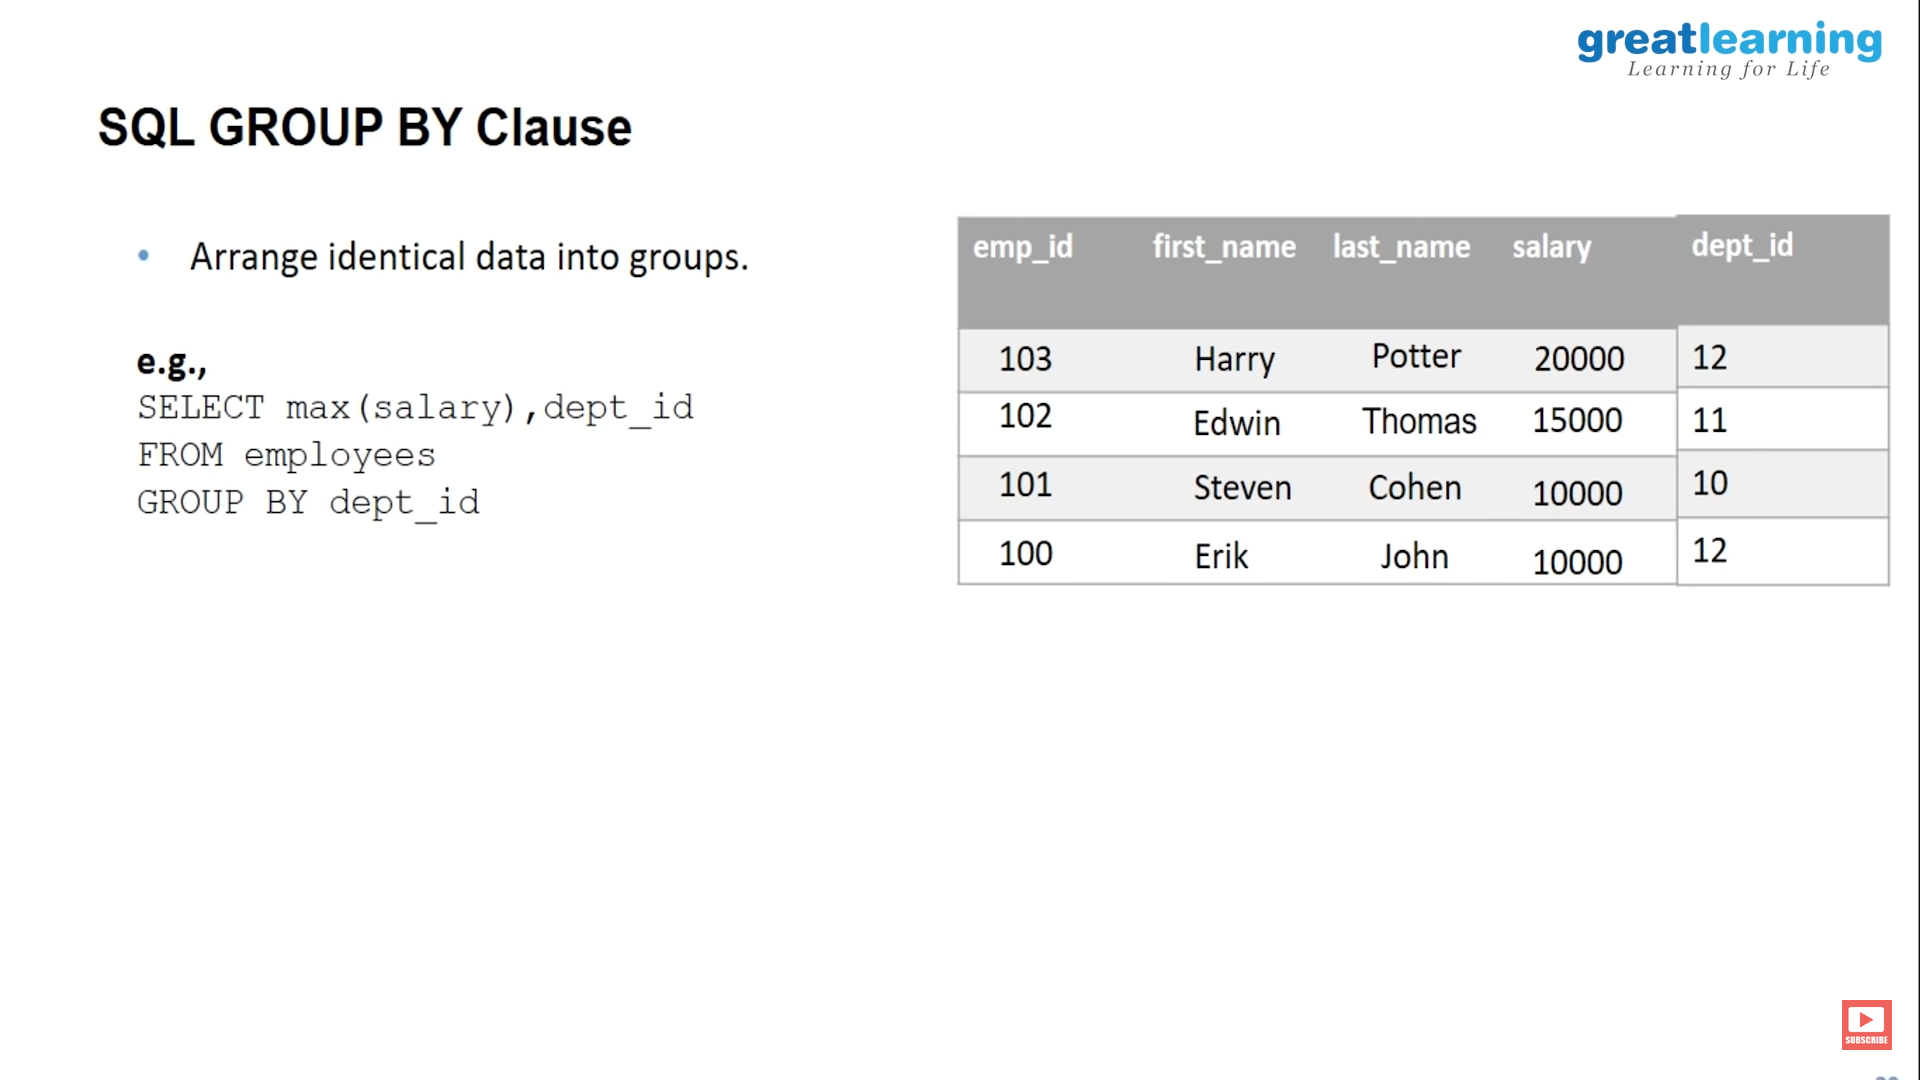 greatlearning
Learning for Life
SQL GROUP BY Clause
• Arrange identical data into groups.
e.g.,
SELECT max(salary),dept_id
FROM employees
GROUP BY dept_id
emp_id first_name last_name salary dept_id
103 Harry Potter 20000 12
102 Edwin Thomas 15000 11
101 Steven Cohen 10000 10
100 Erik John 10000 12
SUBSCRIBE